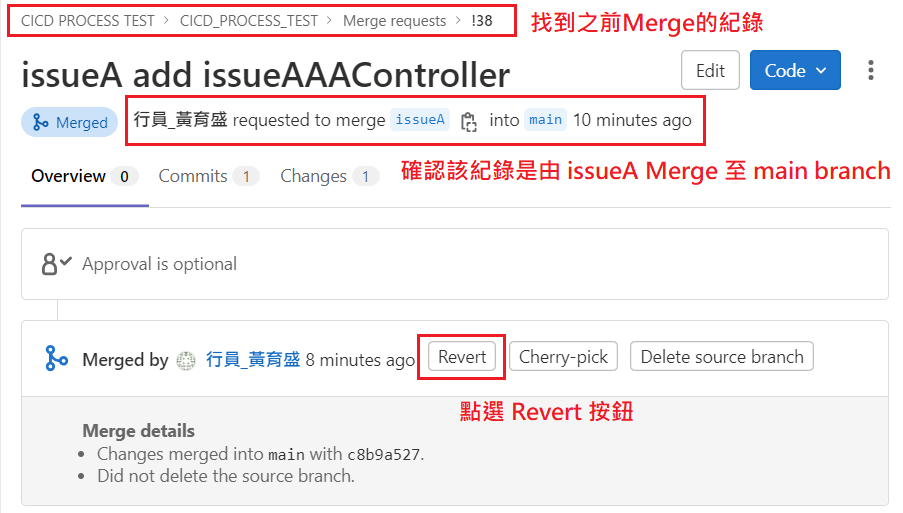 CICD PROCESS TEST > CICD_PROCESS_TEST > Merge requests > !38
找到之前Merge的紀錄
issueA add issueAAAController
Edit
Code
Merged
行員_黃育盛 requested to merge issueA into main 10 minutes ago
Overview 0 Commits 1 Changes 1
確認該紀錄是由 issueA Merge 至 main branch
Approval is optional
Merged by 行員_黃育盛 8 minutes ago Revert Cherry-pick Delete source branch
點選 Revert 按鈕
Merge details
• Changes merged into main with c8b9a527.
• Did not delete the source branch.